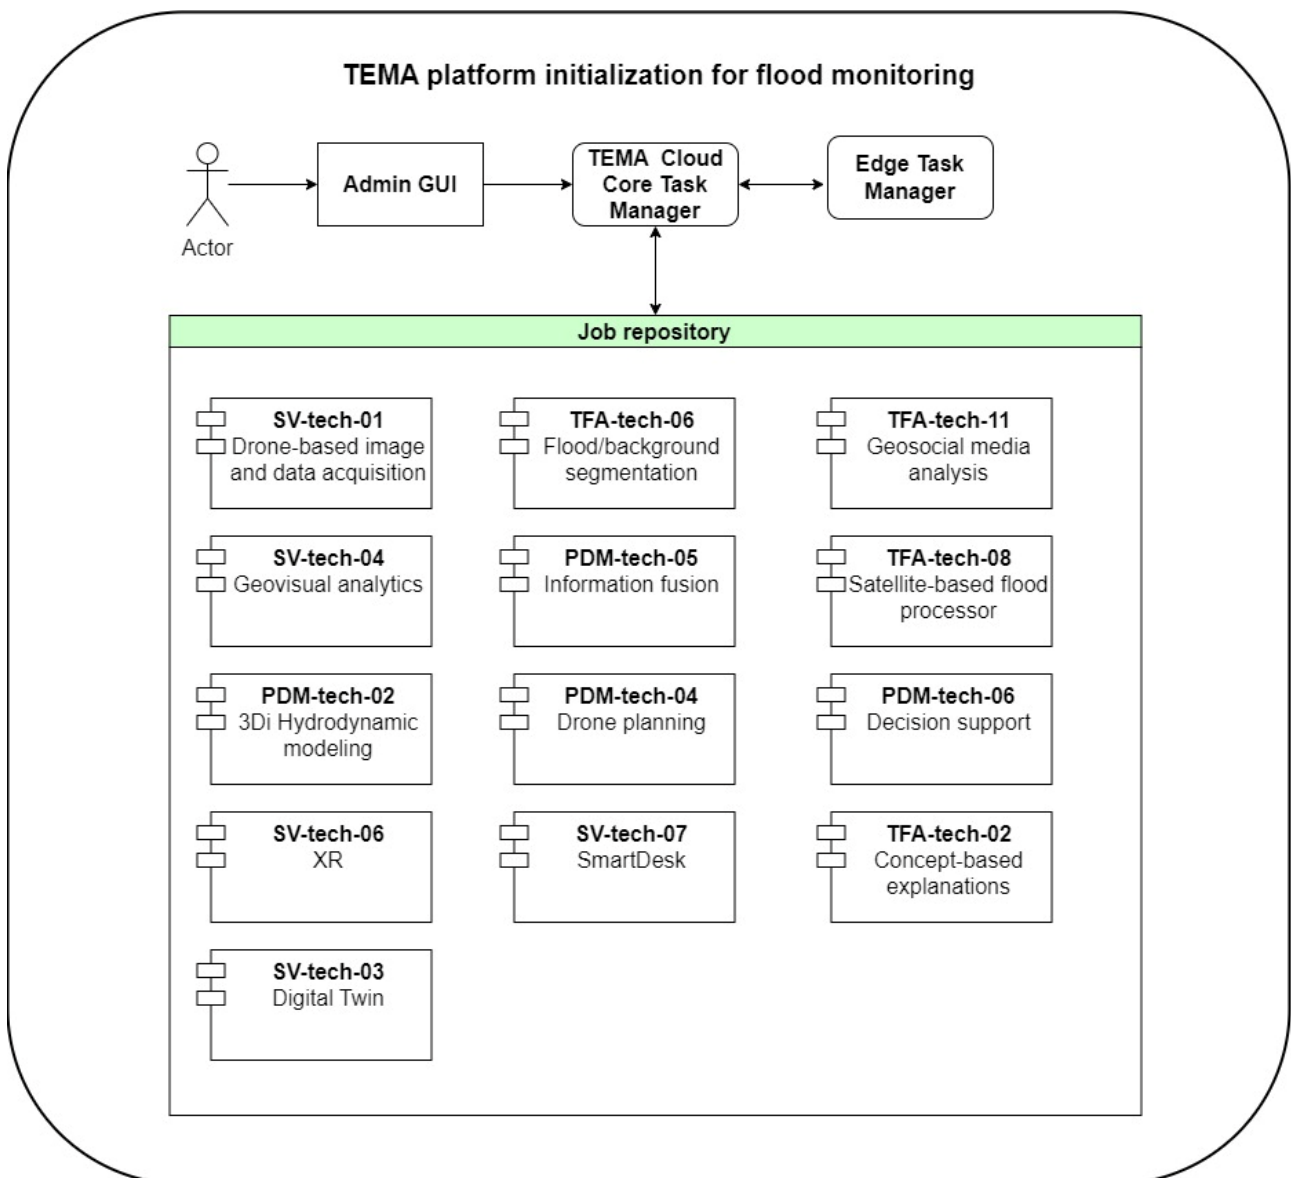 TEMA platform initialization for flood monitoring
Actor
Admin GUI
TEMA Cloud
Core Task
Manager
Edge Task
Manager
Job repository
SV-tech-01
Drone-based image
and data acquisition
TFA-tech-06
Flood/background
segmentation
TFA-tech-11
Geosocial media
analysis
SV-tech-04
Geovisual analytics
PDM-tech-05
Information fusion
TFA-tech-08
Satellite-based flood
processor
PDM-tech-02
3Di Hydrodynamic
modeling
PDM-tech-04
Drone planning
PDM-tech-06
Decision support
SV-tech-06
XR
SV-tech-07
SmartDesk
TFA-tech-02
Concept-based
explanations
SV-tech-03
Digital Twin